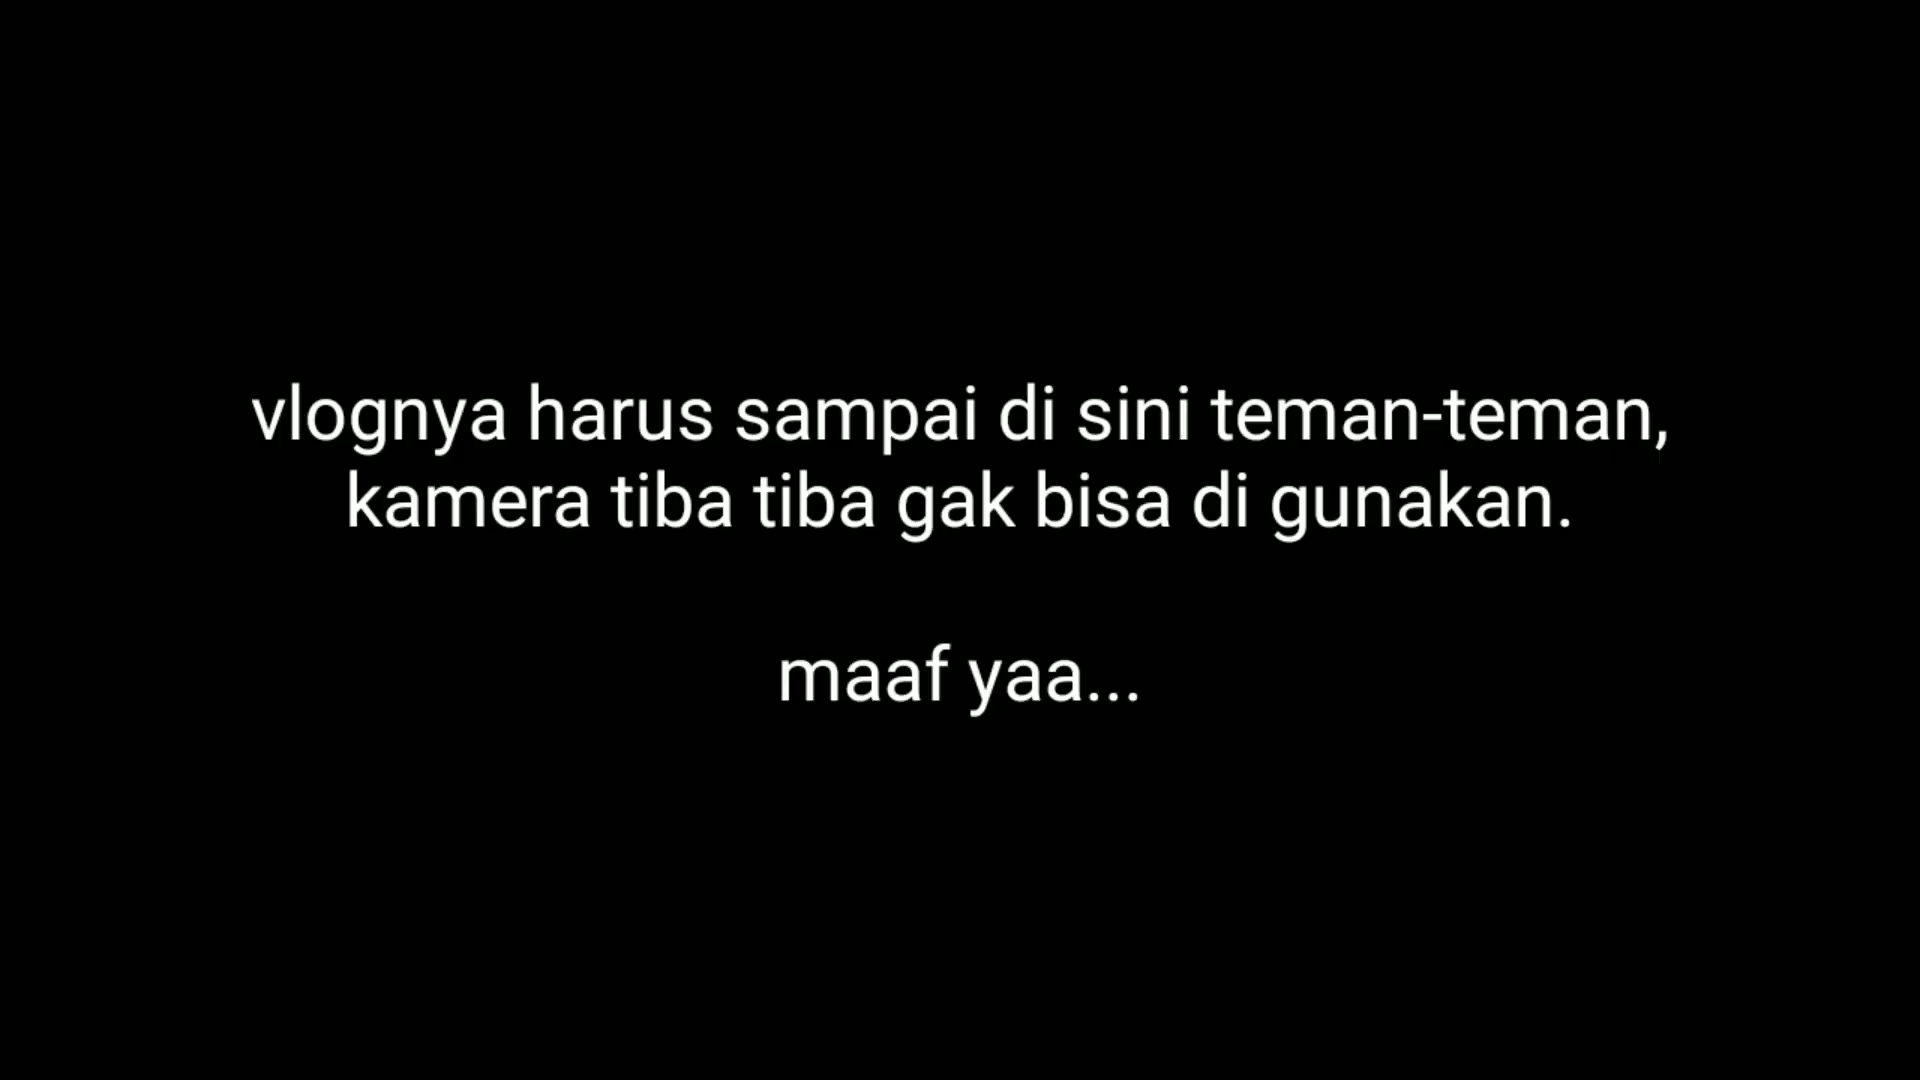 vlognya harus sampai di sini teman-teman,
kamera tiba tiba gak bisa di gunakan.
maaf yaa...